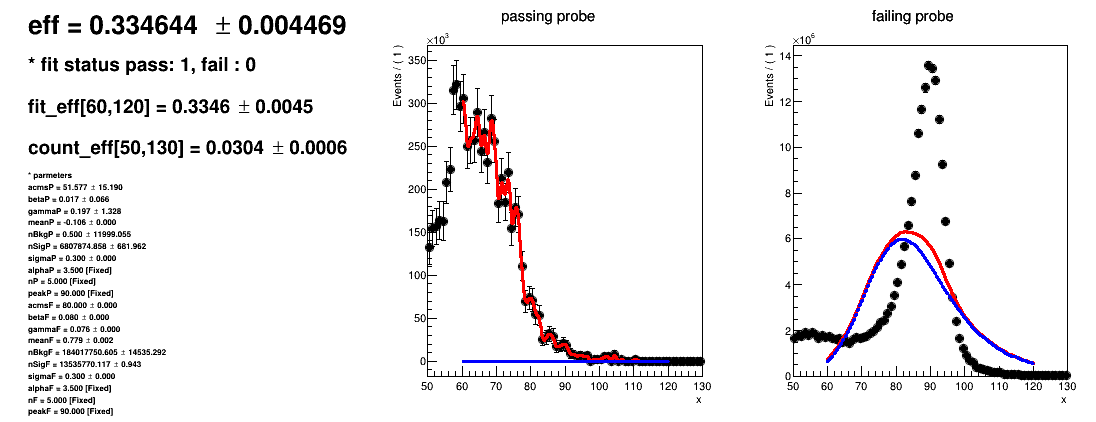 eff = 0.334644 ± 0.004469
* fit status pass: 1, fail : 0
fit_eff[60,120] = 0.3346 ± 0.0045
count_eff[50,130] = 0.0304 ± 0.0006
* parmeters
acmsP = 51.577 ± 15.190
betaP = 0.017 ± 0.066
gammaP = 0.197 ± 1.328
meanP = -0.106 ± 0.000
nBkgP = 0.500 ± 11999.055
nSigP = 6807874.858 ± 681.962
sigmaP = 0.300 ± 0.000
alphaP = 3.500 [Fixed]
nP = 5.000 [Fixed]
peakP = 90.000 [Fixed]
acmsF = 80.000 ± 0.000
betaF = 0.080 ± 0.000
gammaF = 0.076 ± 0.000
meanF = 0.779 ± 0.002
nBkgF = 184017750.605 ± 14535.292
nSigF = 13535770.117 ± 0.943
sigmaF = 0.300 ± 0.000
alphaF = 3.500 [Fixed]
nF = 5.000 [Fixed]
peakF = 90.000 [Fixed]
passing probe
×10³
Events / ( 1 )
350
300
250
200
150
100
50
0
50 60 70 80 90 100 110 120 130
x
failing probe
×10⁶
Events / ( 1 )
14
12
10
8
6
4
2
0
50 60 70 80 90 100 110 120 130
x